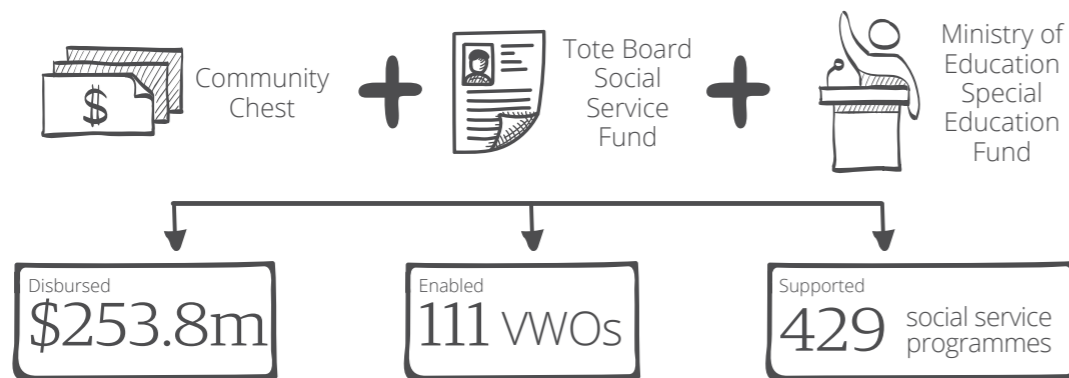 $
Community
Chest
Tote Board
Social
Service
Fund
Ministry of
Education
Special
Education
Fund
Disbursed
$253.8m
Enabled
111 VWOs
Supported
429 social service
programmes